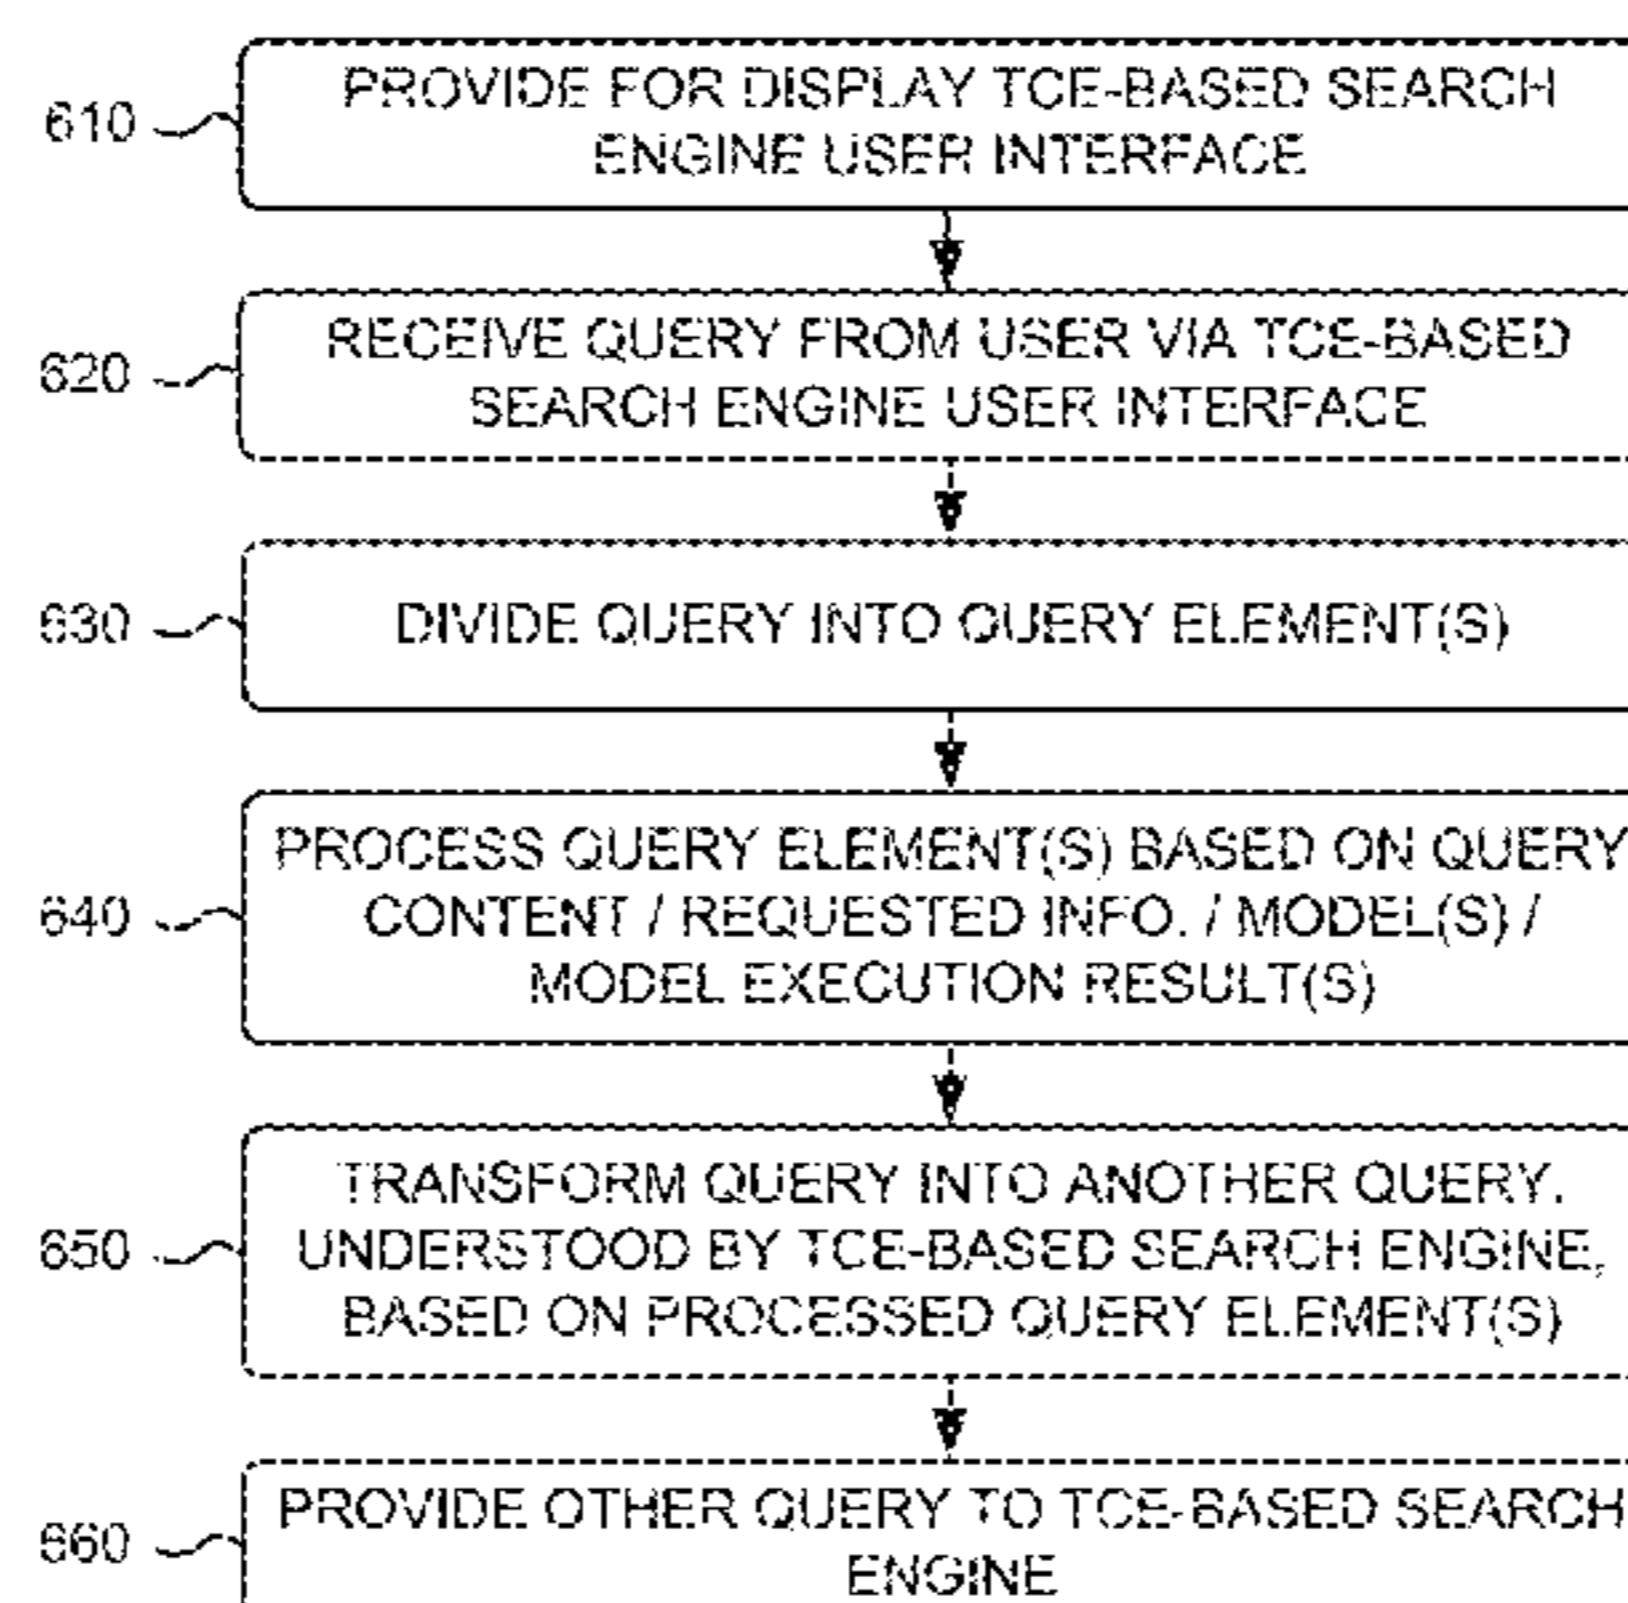 610
PROVIDE FOR DISPLAY TCE-BASED SEARCH
ENGINE USER INTERFACE
620
RECEIVE QUERY FROM USER VIA TCE-BASED
SEARCH ENGINE USER INTERFACE
630
DIVIDE QUERY INTO QUERY ELEMENT(S)
640
PROCESS QUERY ELEMENT(S) BASED ON QUERY
CONTENT / REQUESTED INFO. / MODEL(S) /
MODEL EXECUTION RESULT(S)
650
TRANSFORM QUERY INTO ANOTHER QUERY,
UNDERSTOOD BY TCE-BASED SEARCH ENGINE,
BASED ON PROCESSED QUERY ELEMENT(S)
660
PROVIDE OTHER QUERY TO TCE-BASED SEARCH
ENGINE